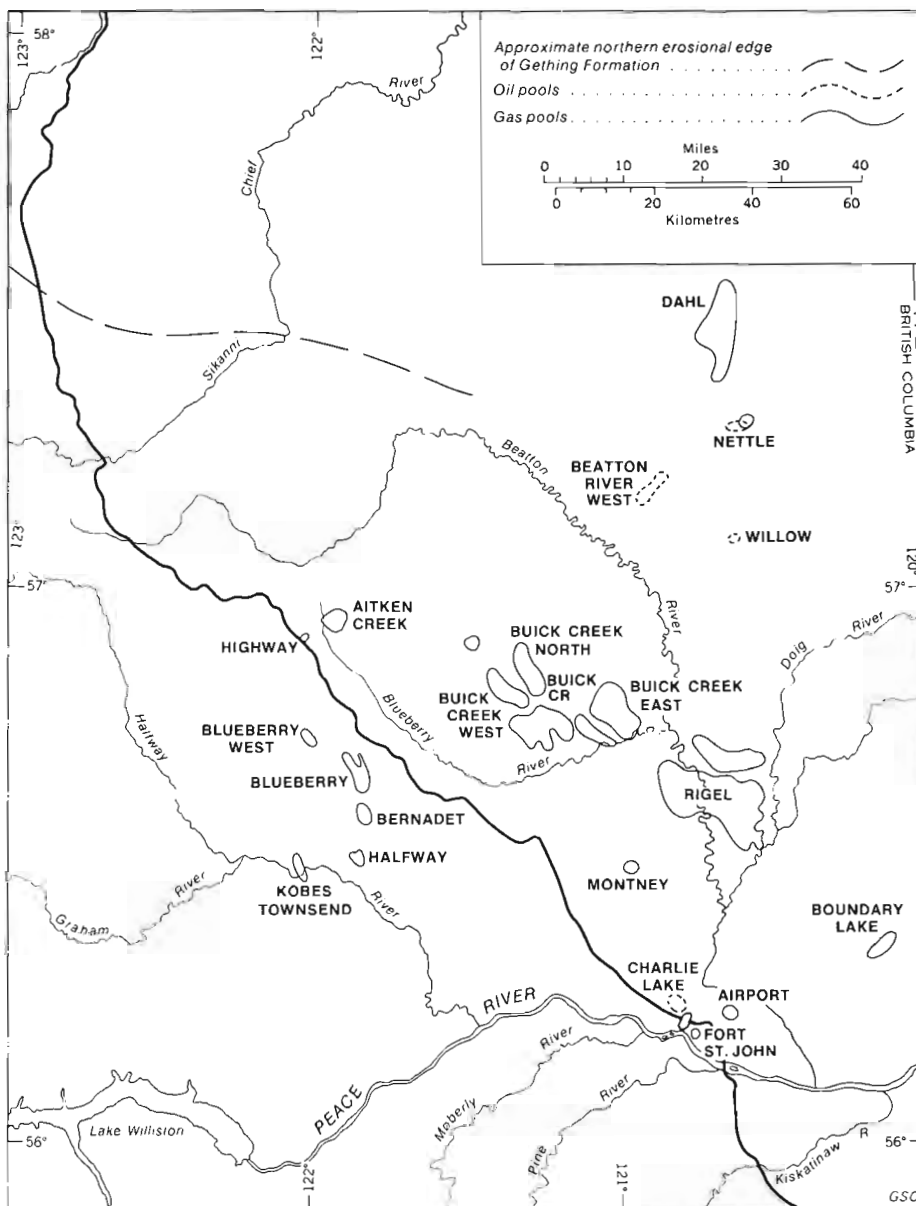 123°
58°
122°
Approximate northern erosional edge
of Gething Formation . . . . . . . . . . .
Oil pools . . . . . . . . . . . . . . . . . . . .
Gas pools . . . . . . . . . . . . . . . . . . .
Miles
0 10 20 30 40
0 20 40 60
Kilometres
River
Chief
Sikanni
DAHL
BRITISH COLUMBIA
NETTLE
Beatton
BEATTON
RIVER
WEST
WILLOW
123°
57°
120°
57°
River
Doig River
AITKEN
CREEK
HIGHWAY
BUICK CREEK
NORTH
BUICK
CR
BUICK CREEK
EAST
BUICK
CREEK
WEST
Blueberry
River
Halfway
BLUEBERRY
WEST
BLUEBERRY
BERNADET
RIGEL
HALFWAY
KOBES
TOWNSEND
River
River
Graham
MONTNEY
BOUNDARY
LAKE
CHARLIE
LAKE
AIRPORT
FORT
ST. JOHN
RIVER
PEACE
River
Moberly
River
Pine
Lake Williston
56°
56°
Kiskatinaw R
122°
121°
GSC